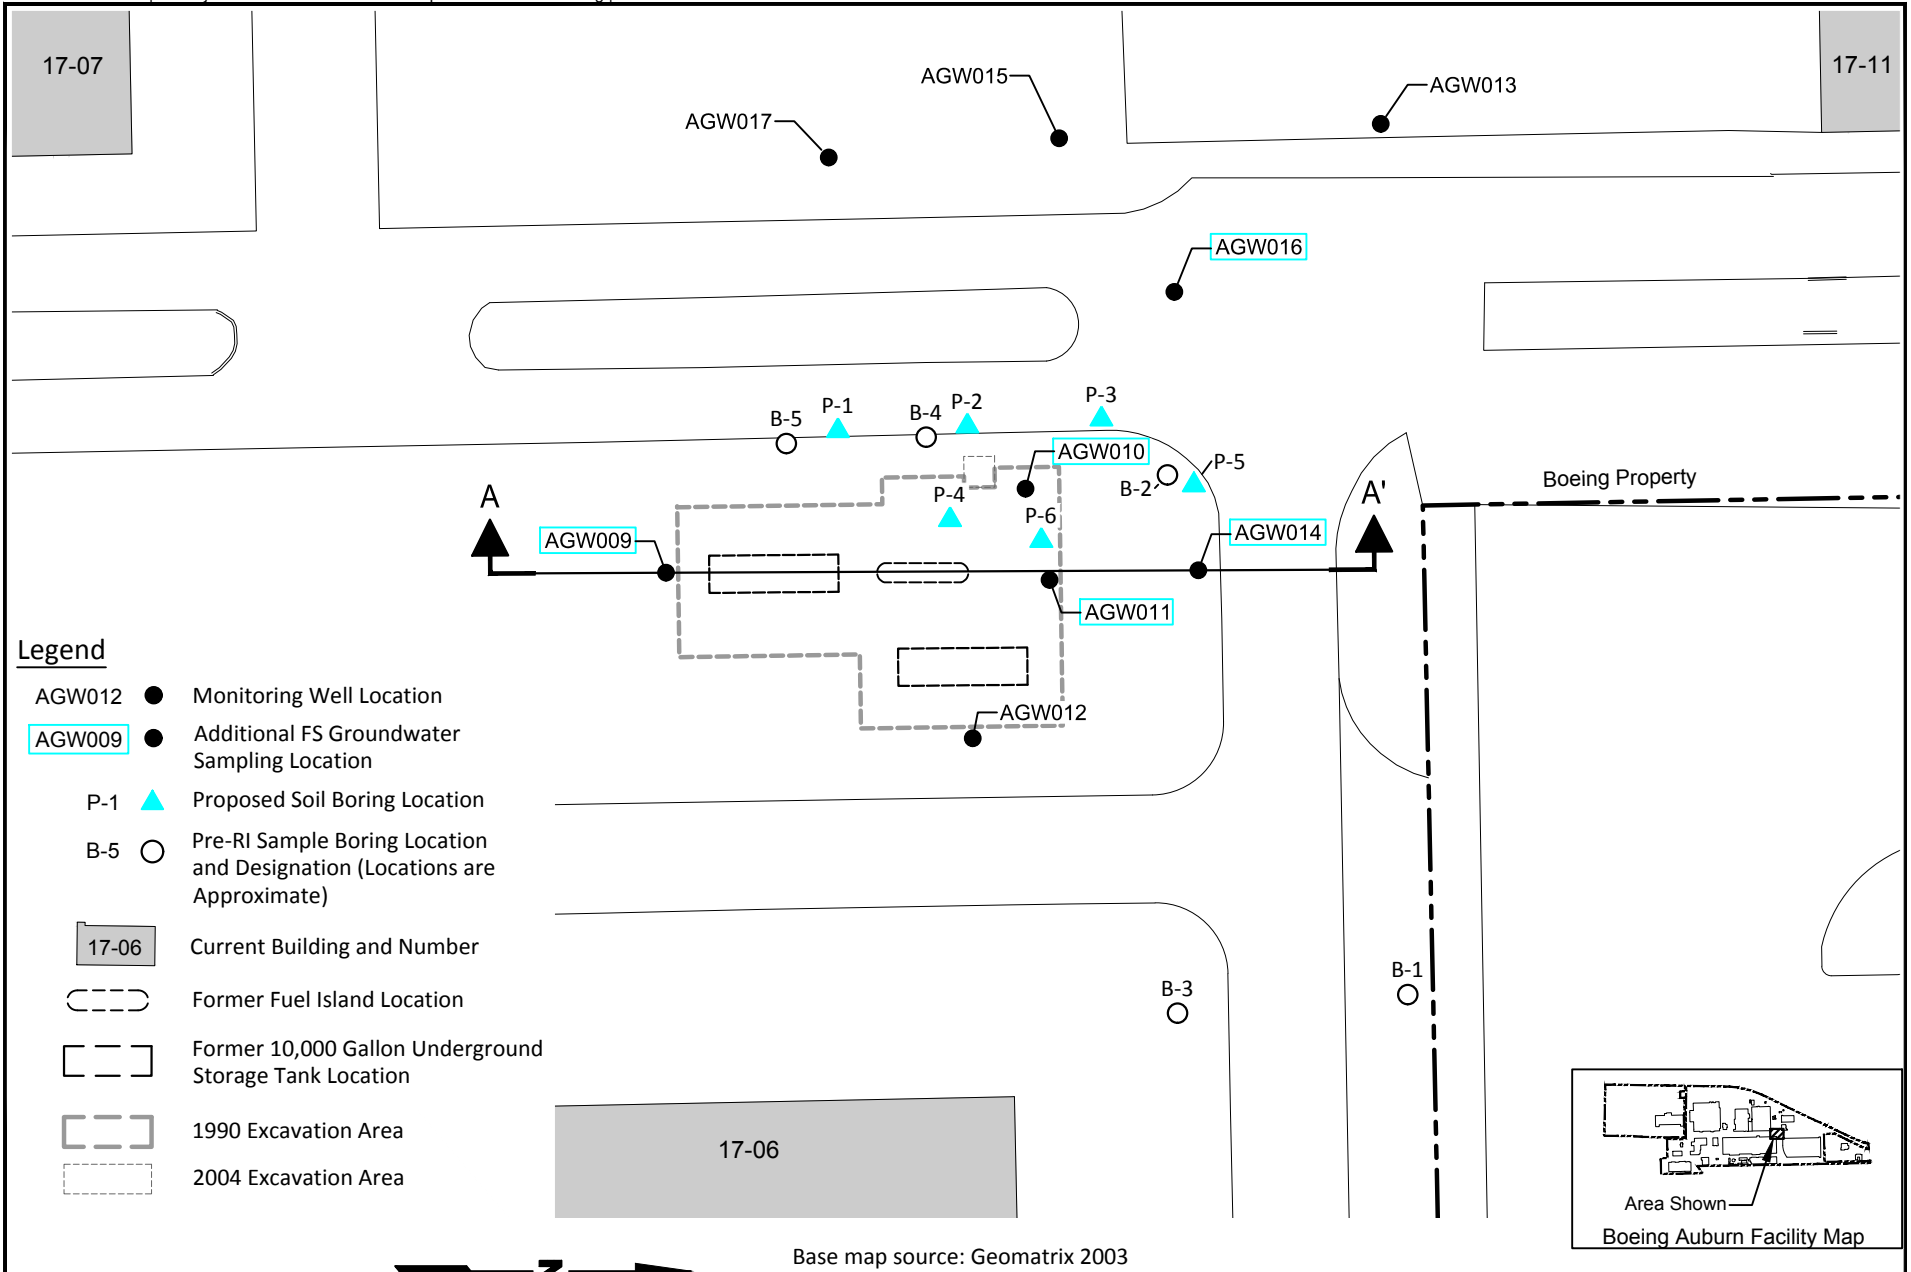 17-07
17-11
AGW015
AGW013
AGW017
AGW016
P-3
P-1
P-2
B-5
B-4
AGW010
P-5
Boeing Property
B-2
P-4
A
A'
P-6
AGW009
AGW014
AGW011
Legend
AGW012
Monitoring Well Location
AGW012
AGW009
Additional FS Groundwater
Sampling Location
P-1
Proposed Soil Boring Location
B-5
Pre-RI Sample Boring Location
and Designation (Locations are
Approximate)
17-06
Current Building and Number
B-1
B-3
Former Fuel Island Location
Former 10,000 Gallon Underground
Storage Tank Location
1990 Excavation Area
17-06
2004 Excavation Area
Area Shown
Boeing Auburn Facility Map
Base map source: Geomatrix 2003